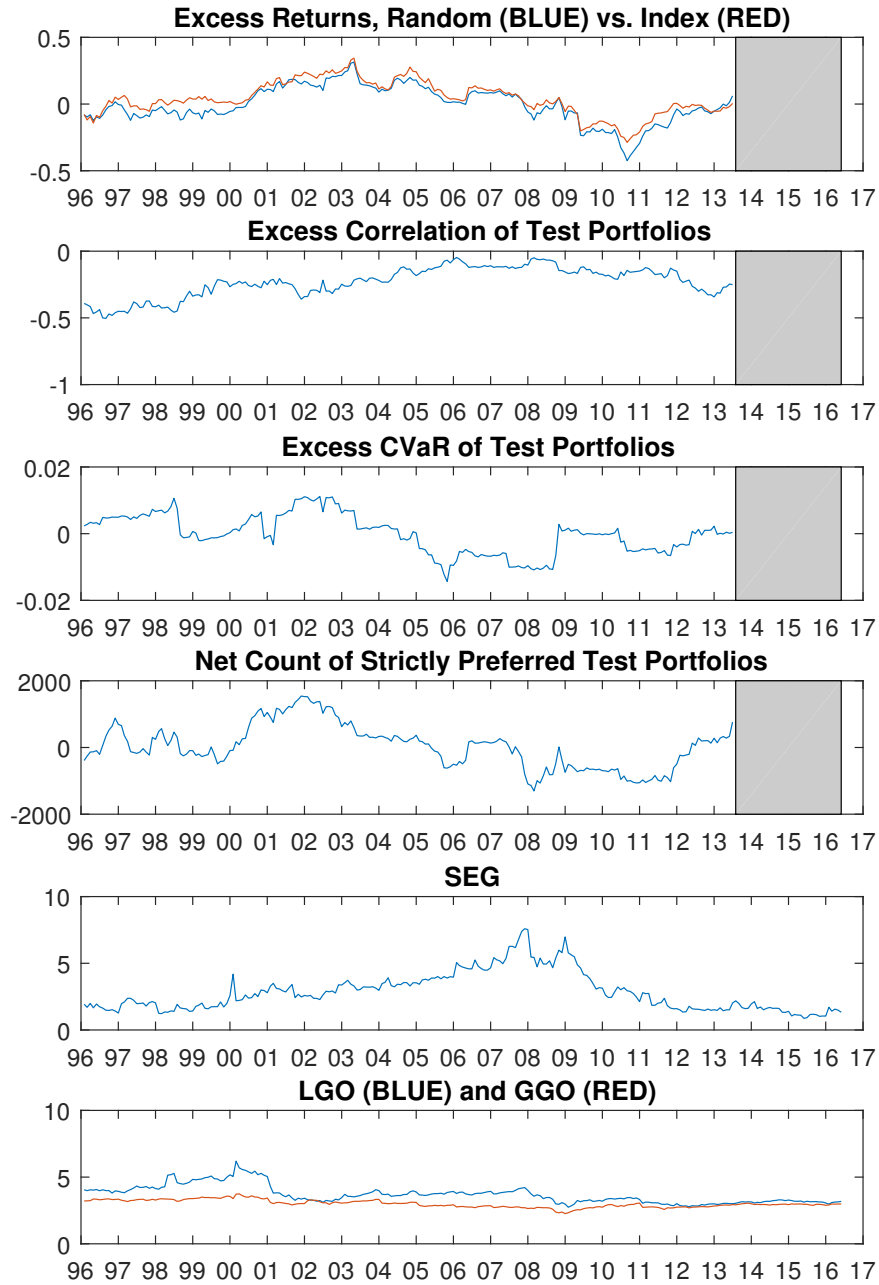 Excess Returns, Random (BLUE) vs. Index (RED)
0.5
0
-0.5
96 97 98 99 00 01 02 03 04 05 06 07 08 09 10 11 12 13 14 15 16 17
Excess Correlation of Test Portfolios
0
-0.5
-1
96 97 98 99 00 01 02 03 04 05 06 07 08 09 10 11 12 13 14 15 16 17
Excess CVaR of Test Portfolios
0.02
0
-0.02
96 97 98 99 00 01 02 03 04 05 06 07 08 09 10 11 12 13 14 15 16 17
Net Count of Strictly Preferred Test Portfolios
2000
0
-2000
96 97 98 99 00 01 02 03 04 05 06 07 08 09 10 11 12 13 14 15 16 17
SEG
10
5
0
96 97 98 99 00 01 02 03 04 05 06 07 08 09 10 11 12 13 14 15 16 17
LGO (BLUE) and GGO (RED)
10
5
0
96 97 98 99 00 01 02 03 04 05 06 07 08 09 10 11 12 13 14 15 16 17